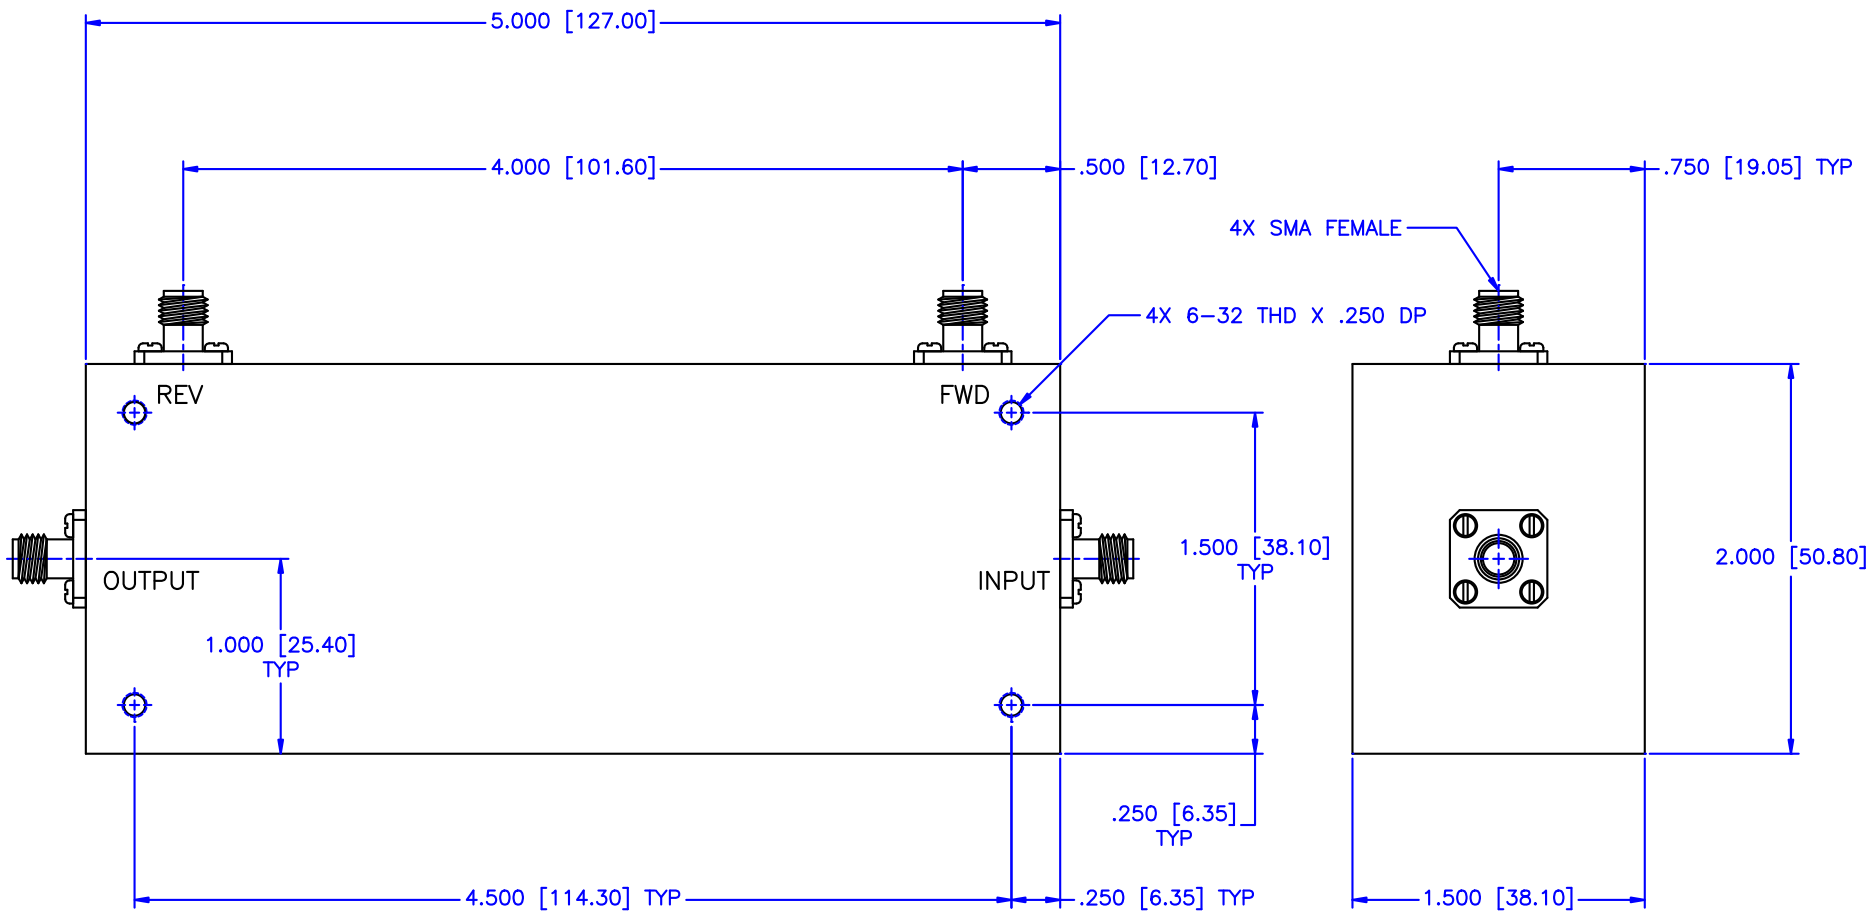 5.000 [127.00]
4.000 [101.60]
.500 [12.70]
.750 [19.05] TYP
4X SMA FEMALE
4X 6-32 THD X .250 DP
REV
FWD
1.500 [38.10]
TYP
2.000 [50.80]
OUTPUT
INPUT
1.000 [25.40]
TYP
.250 [6.35]
TYP
4.500 [114.30] TYP
.250 [6.35] TYP
1.500 [38.10]